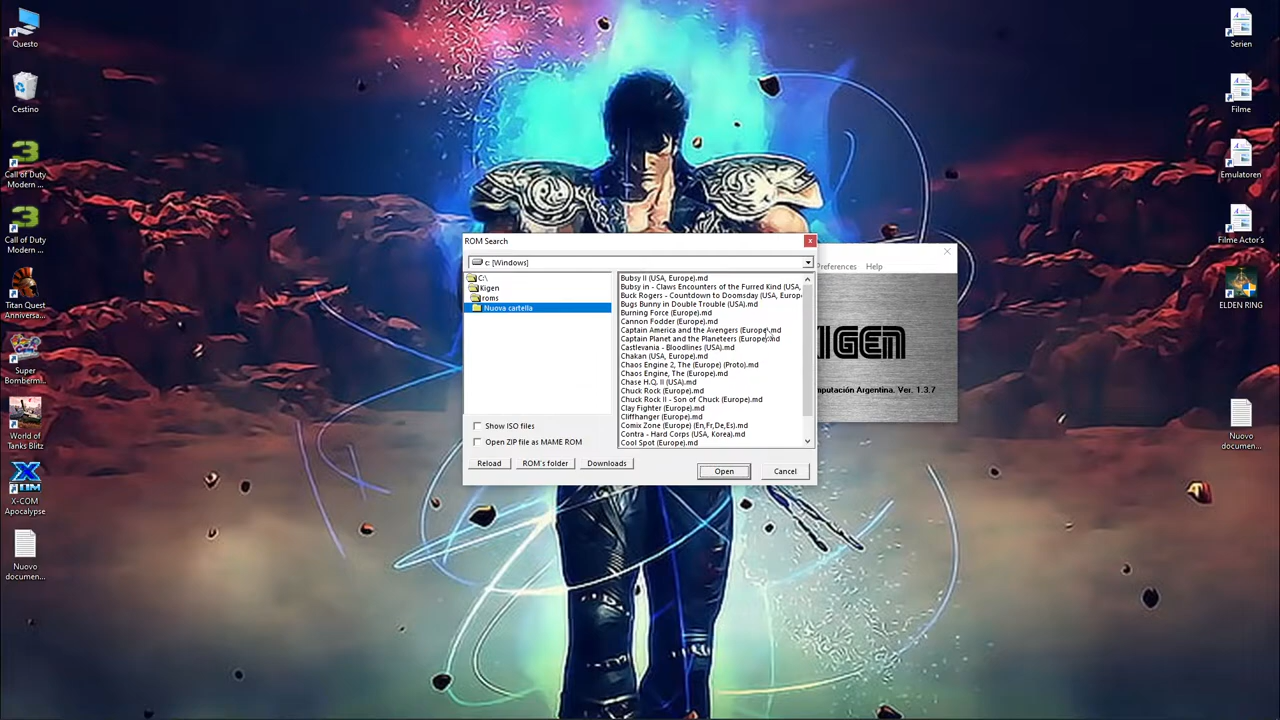 Questo
Cestino
Call of Duty
Modern ...
Call of Duty
Modern ...
Titan Quest
Anniversa...
Super
Bomberm...
World of
Tanks Blitz
X-COM
Apocalypse
Nuovo
documen...
ROM Search
c: [Windows]
C:\
Kigen
roms
Nuova cartella
Show ISO files
Open ZIP file as MAME ROM
Reload
ROM's folder
Downloads
Bubsy II (USA, Europe).md
Bubsy in - Claws Encounters of the Furred Kind (USA,
Buck Rogers - Countdown to Doomsday (USA, Europe
Bugs Bunny in Double Trouble (USA).md
Burning Force (Europe).md
Cannon Fodder (Europe).md
Captain America and the Avengers (Europe).md
Captain Planet and the Planeteers (Europe).md
Castlevania - Bloodlines (USA).md
Chakan (USA, Europe).md
Chaos Engine 2, The (Europe) (Proto).md
Chaos Engine, The (Europe).md
Chase H.Q. II (USA).md
Chuck Rock (Europe).md
Chuck Rock II - Son of Chuck (Europe).md
Clay Fighter (Europe).md
Cliffhanger (Europe).md
Comix Zone (Europe) (En,Fr,De,Es).md
Contra - Hard Corps (USA, Korea).md
Cool Spot (Europe).md
Open
Cancel
Preferences Help
IGEN
mputación Argentina. Ver. 1.3.7
Serien
Filme
Emulatoren
Filme Actor's
ELDEN RING
Nuovo
documen...